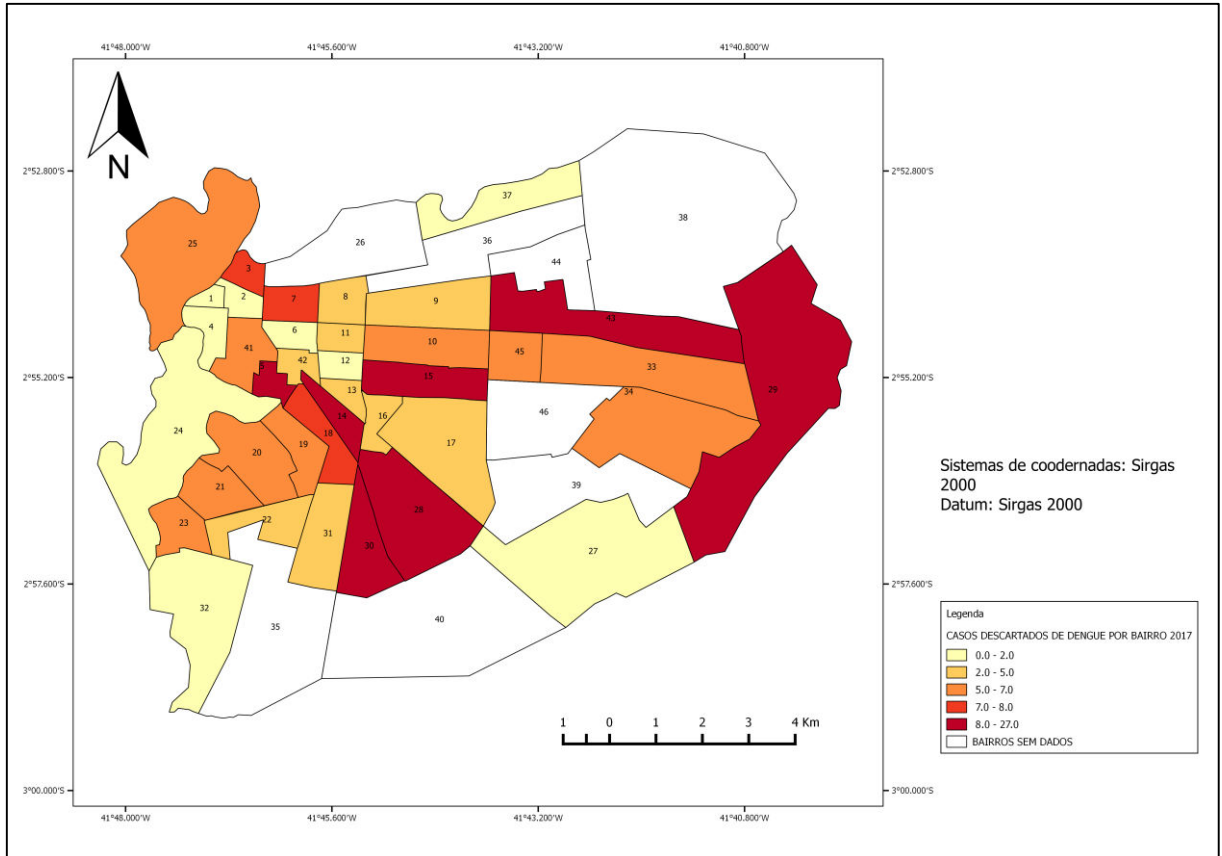 41°48.000'W 41°45.600'W 41°43.200'W 41°40.800'W
N
2°52.800'S 2°52.800'S
37
38
25
26
36
44
3
1
2
7
8
9
4
6
11
43
41
42
12
10
45
33
5
15
13
34
29
14
16
46
24
18
17
20
19
21
39
28
23
22
31
30
27
2°55.200'S 2°55.200'S
2°57.600'S 2°57.600'S
32
35
40
3°00.000'S 3°00.000'S
41°48.000'W 41°45.600'W 41°43.200'W 41°40.800'W
1 0 1 2 3 4 Km
Sistemas de coodernadas: Sirgas
2000
Datum: Sirgas 2000
Legenda
CASOS DESCARTADOS DE DENGUE POR BAIRRO 2017
0.0 - 2.0
2.0 - 5.0
5.0 - 7.0
7.0 - 8.0
8.0 - 27.0
BAIRROS SEM DADOS